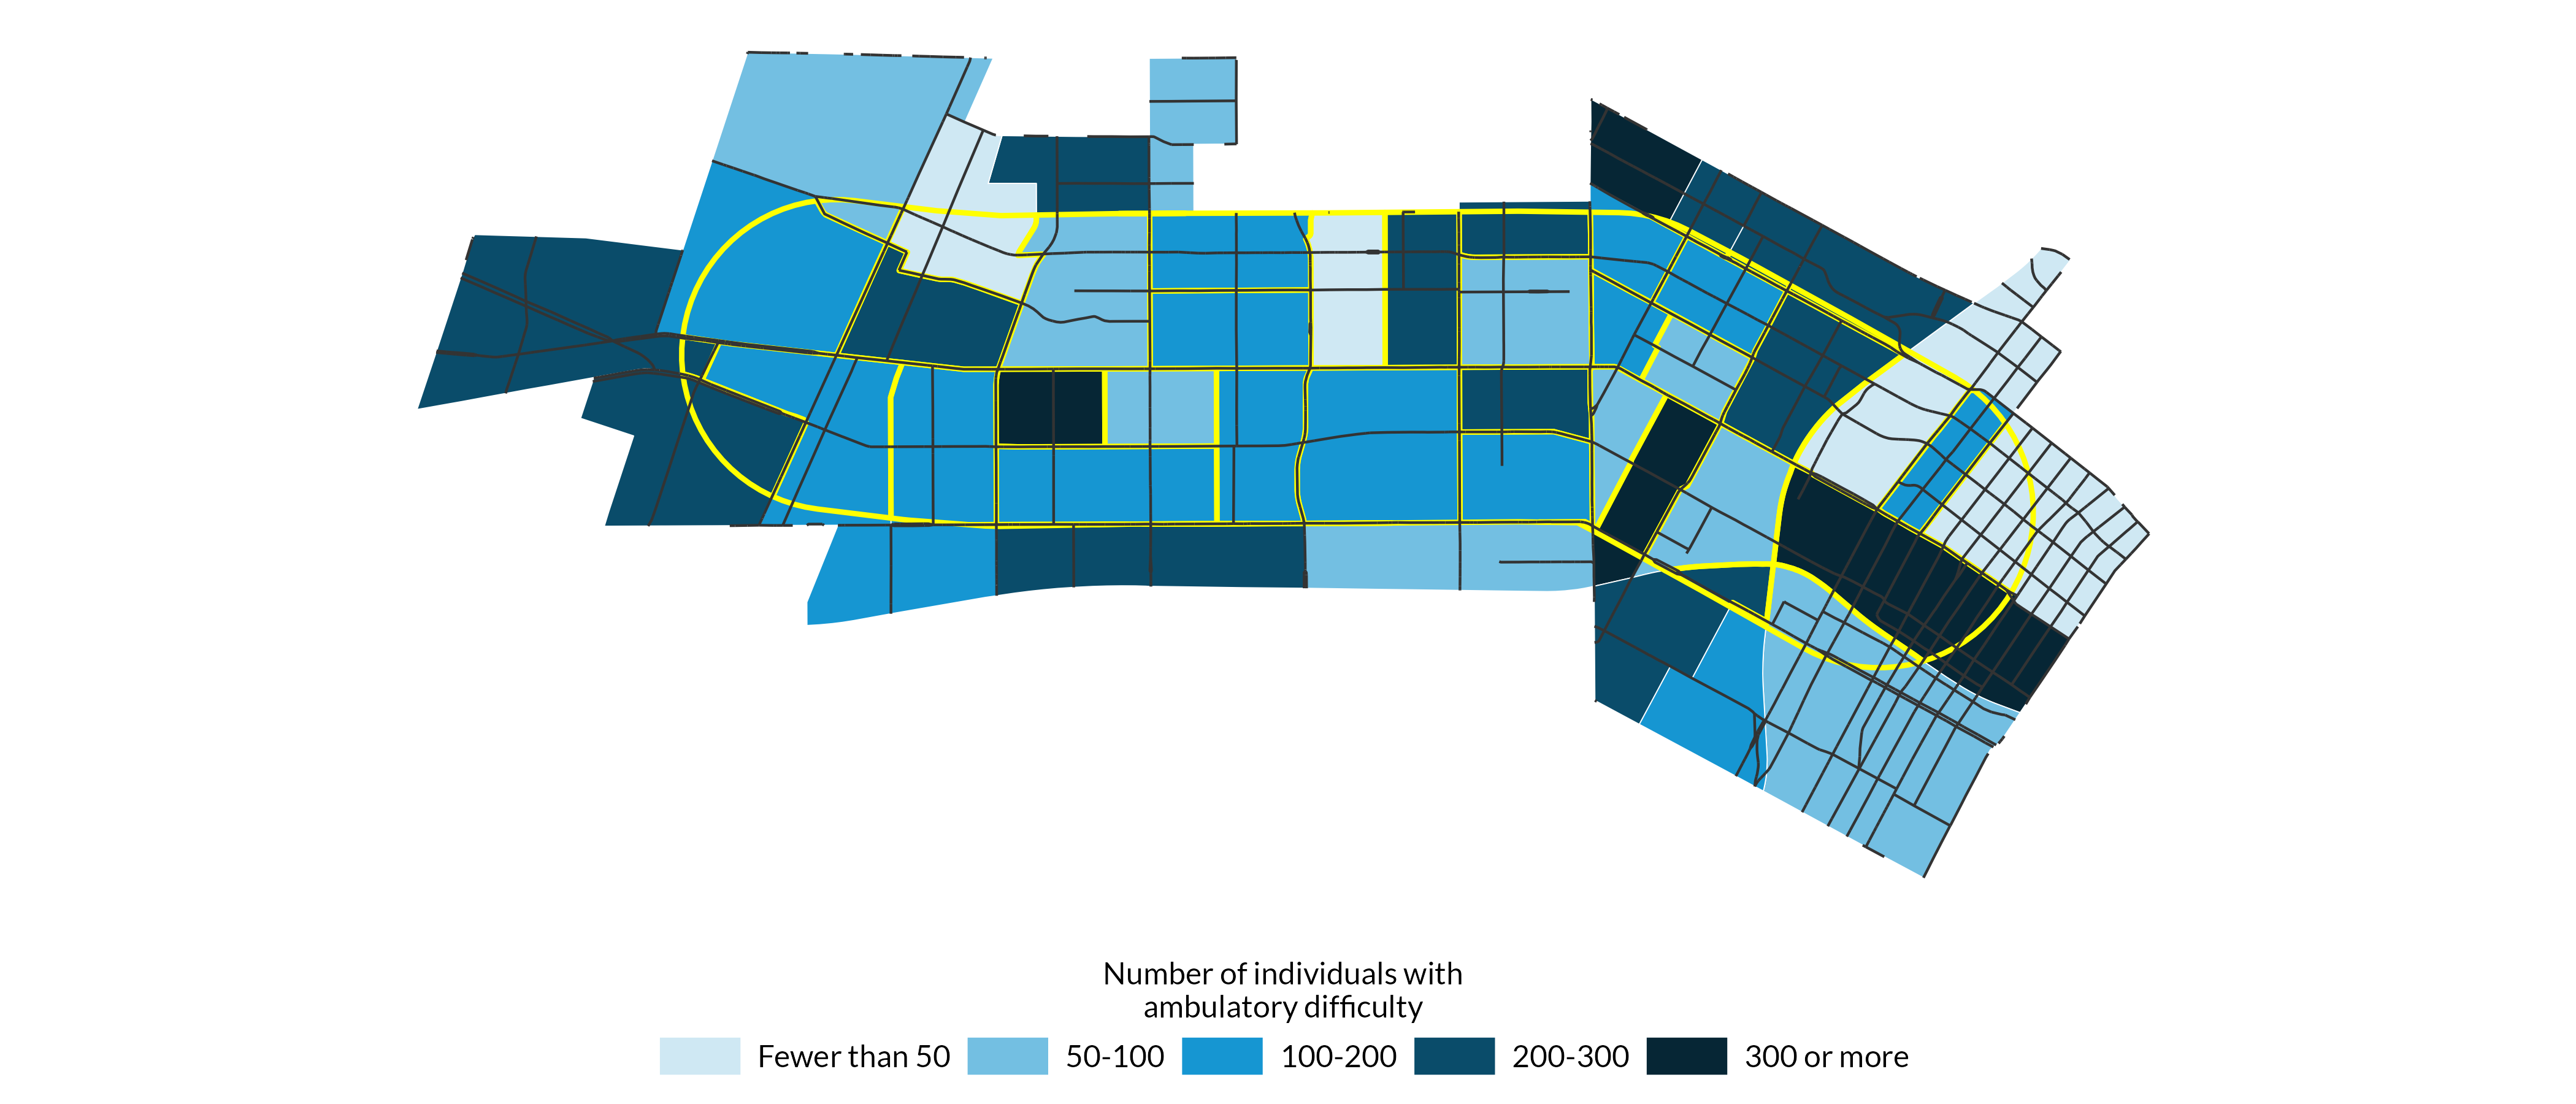 Number of individuals with
ambulatory difficulty
Fewer than 50 50-100 100-200 200-300 300 or more